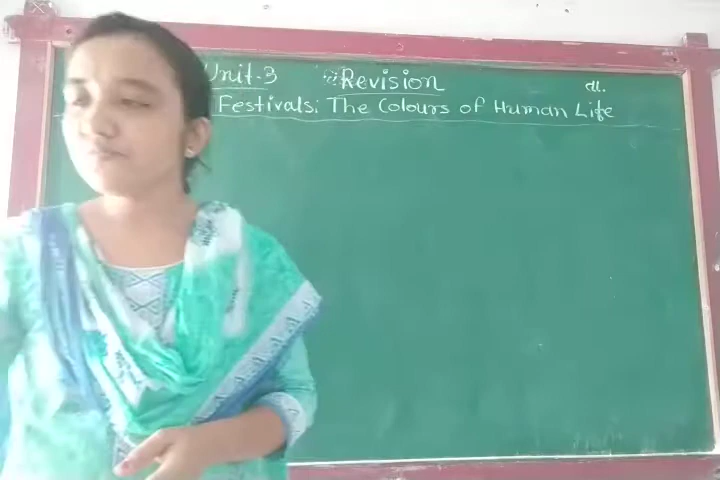 Unit-3 Revision તા.
Festivals: The Colours of Human Life